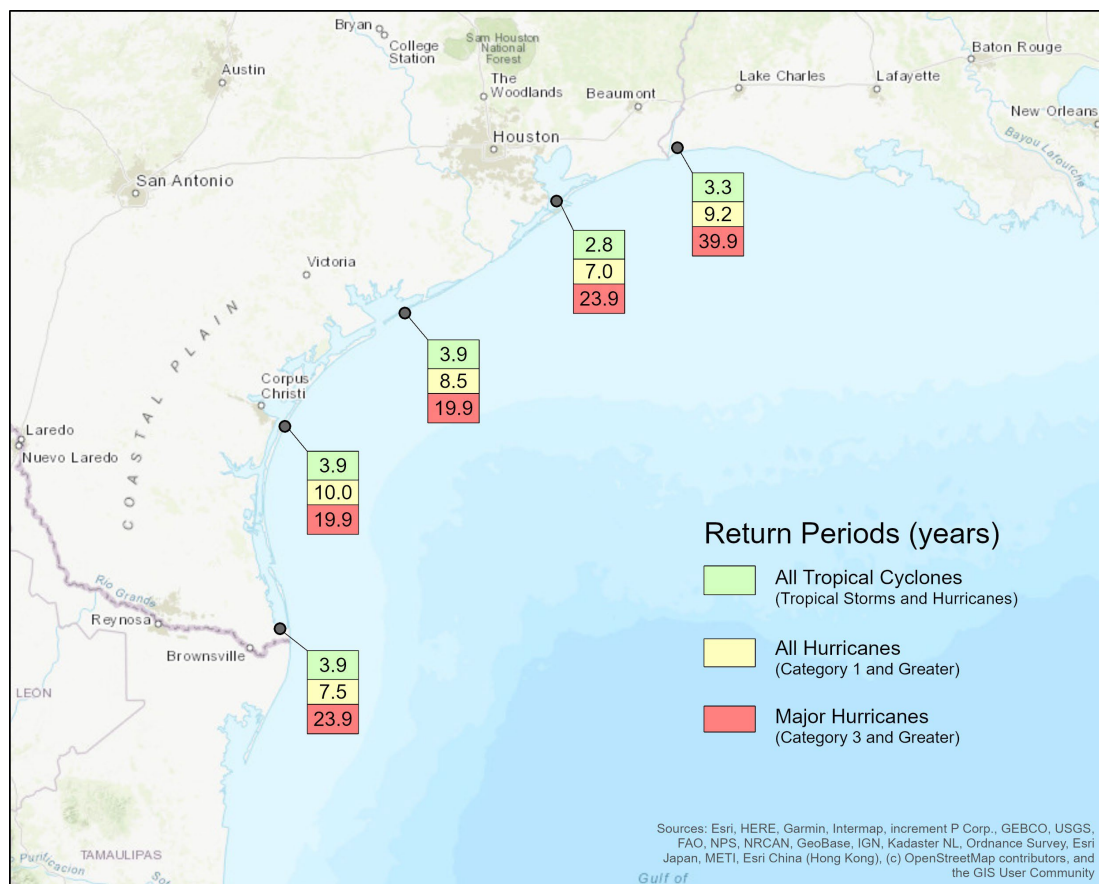 Bryan
College
Station
Sam Houston
National
Forest
Austin
The
Woodlands
Beaumont
Lake Charles
Lafayette
Baton Rouge
New Orleans
Bayou Lafourche
Houston
San Antonio
3.3
9.2
39.9
2.8
7.0
23.9
Victoria
COASTAL PLAIN
3.9
8.5
19.9
Corpus
Christi
Laredo
Nuevo Laredo
3.9
10.0
19.9
Rio Grande
Reynosa
Brownsville
3.9
7.5
23.9
LEÓN
Return Periods (years)
All Tropical Cyclones
(Tropical Storms and Hurricanes)
All Hurricanes
(Category 1 and Greater)
Major Hurricanes
(Category 3 and Greater)
TAMAULIPAS
Purificacion
Sources: Esri, HERE, Garmin, Intermap, increment P Corp., GEBCO, USGS,
FAO, NPS, NRCAN, GeoBase, IGN, Kadaster NL, Ordnance Survey, Esri
Japan, METI, Esri China (Hong Kong), (c) OpenStreetMap contributors, and
the GIS User Community
Gulf of